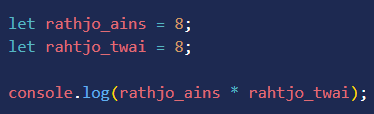 let rathjo_ains = 8;
let rahtjo_twai = 8;
console.log(rathjo_ains * rahtjo_twai);